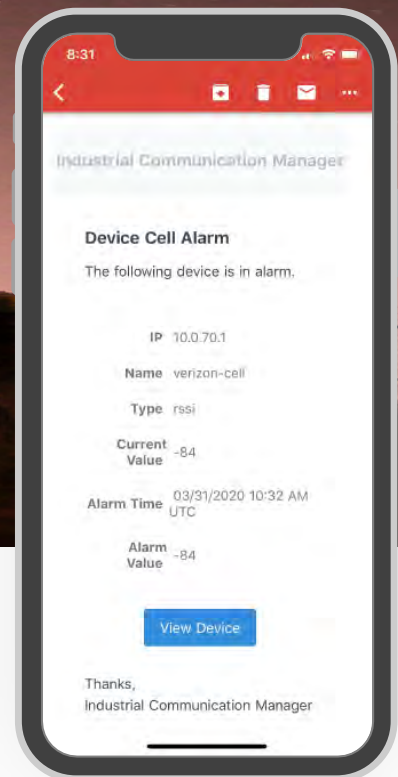 8:31
Industrial Communication Manager
Device Cell Alarm
The following device is in alarm.
IP 10.0.70.1
Name verizon-cell
Type rssi
Current
Value -84
Alarm Time 03/31/2020 10:32 AM
UTC
Alarm
Value -84
View Device
Thanks,
Industrial Communication Manager